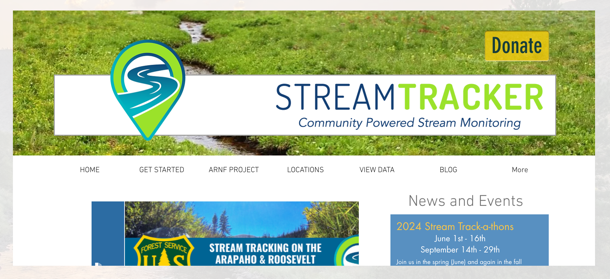 Donate
STREAMTRACKER
Community Powered Stream Monitoring
HOME GET STARTED ARNF PROJECT LOCATIONS VIEW DATA BLOG More
News and Events
2024 Stream Track-a-thons
June 1st - 16th
September 14th - 29th
Join us in the spring (June) and again in the fall
FOREST SERVICE
UAS
STREAM TRACKING ON THE
ARAPAHO & ROOSEVELT